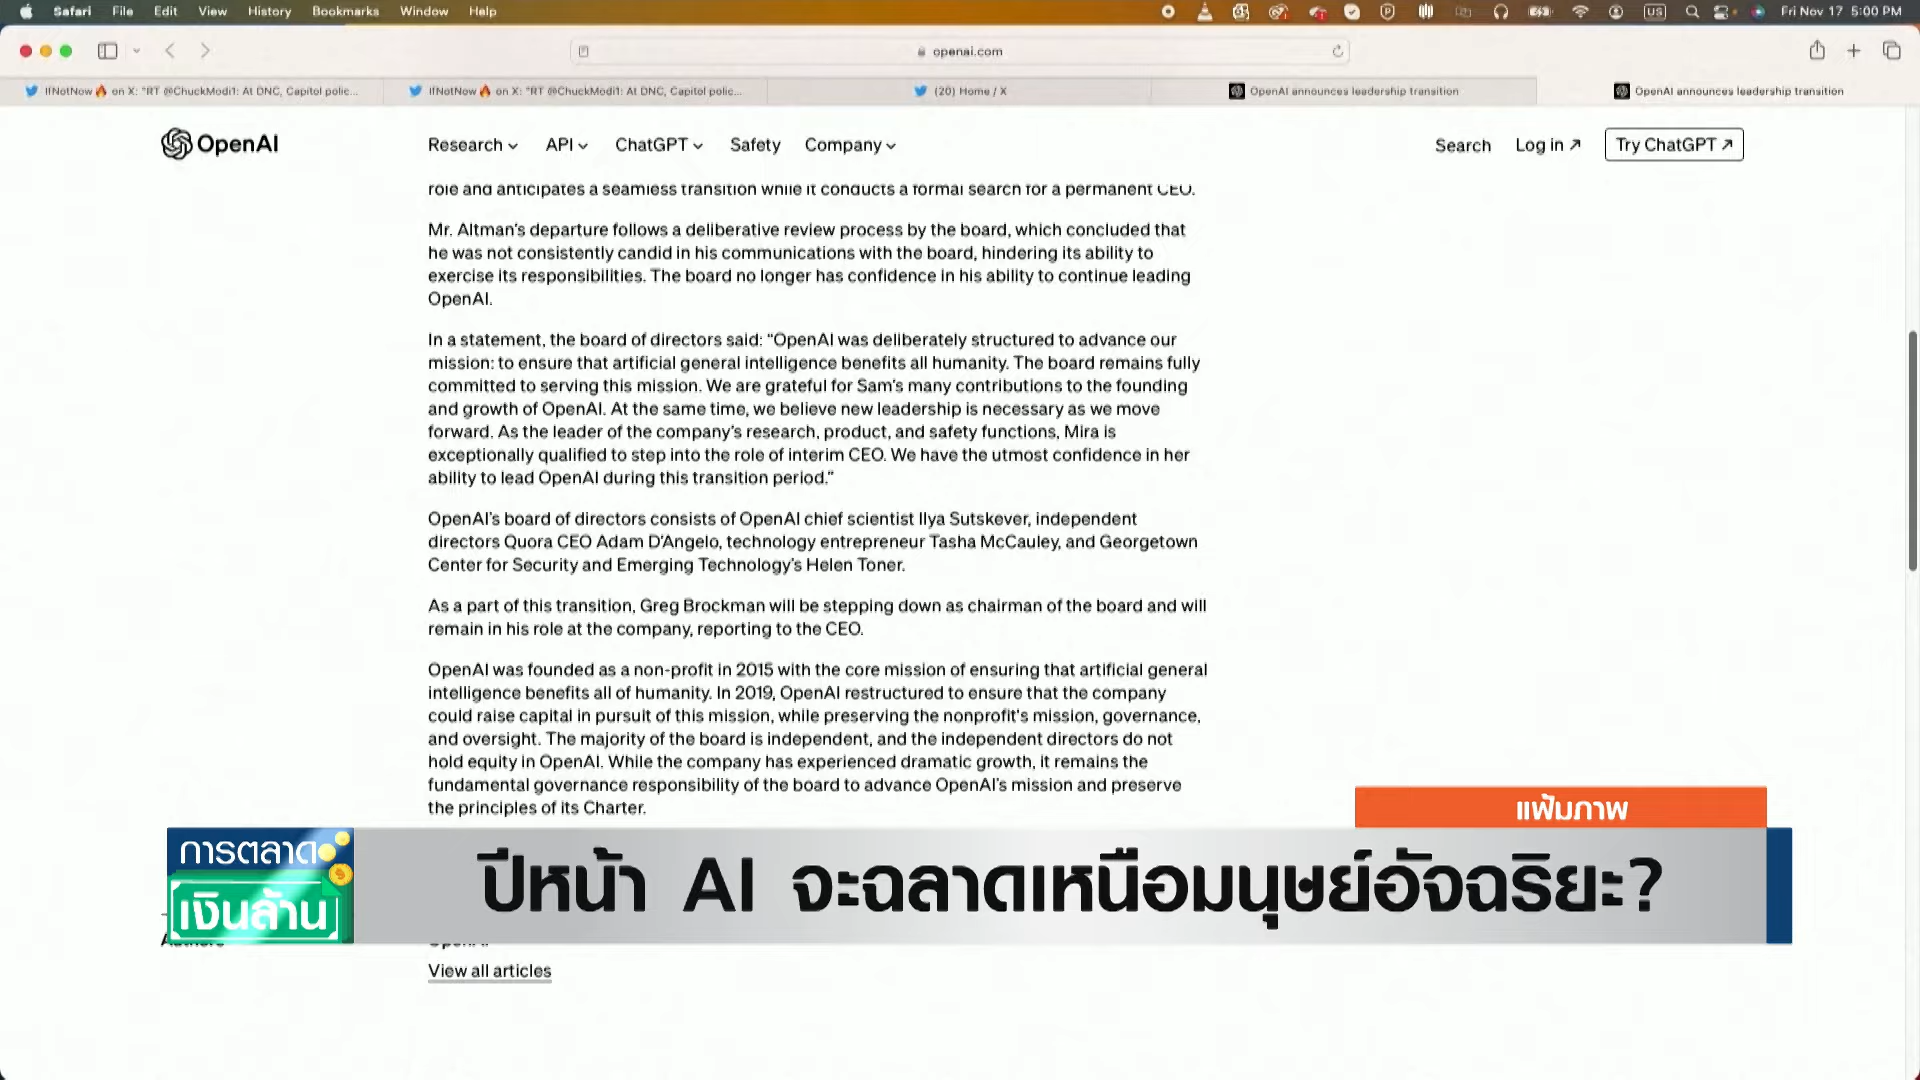 Safari File Edit View History Bookmarks Window Help
US
Fri Nov 17 5:00 PM
openai.com
IfNotNow🔥 on X: "RT @ChuckModi1: At DNC, Capitol polic...
IfNotNow🔥 on X: "RT @ChuckModi1: At DNC, Capitol polic...
(20) Home / X
OpenAI announces leadership transition
OpenAI announces leadership transition
OpenAI
Research API ChatGPT Safety Company
Search Log in ↗ Try ChatGPT ↗
role and anticipates a seamless transition while it conducts a formal search for a permanent CEO.
Mr. Altman's departure follows a deliberative review process by the board, which concluded that
he was not consistently candid in his communications with the board, hindering its ability to
exercise its responsibilities. The board no longer has confidence in his ability to continue leading
OpenAI.
In a statement, the board of directors said: “OpenAI was deliberately structured to advance our
mission: to ensure that artificial general intelligence benefits all humanity. The board remains fully
committed to serving this mission. We are grateful for Sam's many contributions to the founding
and growth of OpenAI. At the same time, we believe new leadership is necessary as we move
forward. As the leader of the company's research, product, and safety functions, Mira is
exceptionally qualified to step into the role of interim CEO. We have the utmost confidence in her
ability to lead OpenAI during this transition period.”
OpenAI's board of directors consists of OpenAI chief scientist Ilya Sutskever, independent
directors Quora CEO Adam D'Angelo, technology entrepreneur Tasha McCauley, and Georgetown
Center for Security and Emerging Technology's Helen Toner.
As a part of this transition, Greg Brockman will be stepping down as chairman of the board and will
remain in his role at the company, reporting to the CEO.
OpenAI was founded as a non-profit in 2015 with the core mission of ensuring that artificial general
intelligence benefits all of humanity. In 2019, OpenAI restructured to ensure that the company
could raise capital in pursuit of this mission, while preserving the nonprofit's mission, governance,
and oversight. The majority of the board is independent, and the independent directors do not
hold equity in OpenAI. While the company has experienced dramatic growth, it remains the
fundamental governance responsibility of the board to advance OpenAI's mission and preserve
the principles of its Charter.
แฟ้มภาพ
การตลาด
เงินล้าน
ปีหน้า AI จะฉลาดเหนือมนุษย์อัจฉริยะ?
View all articles